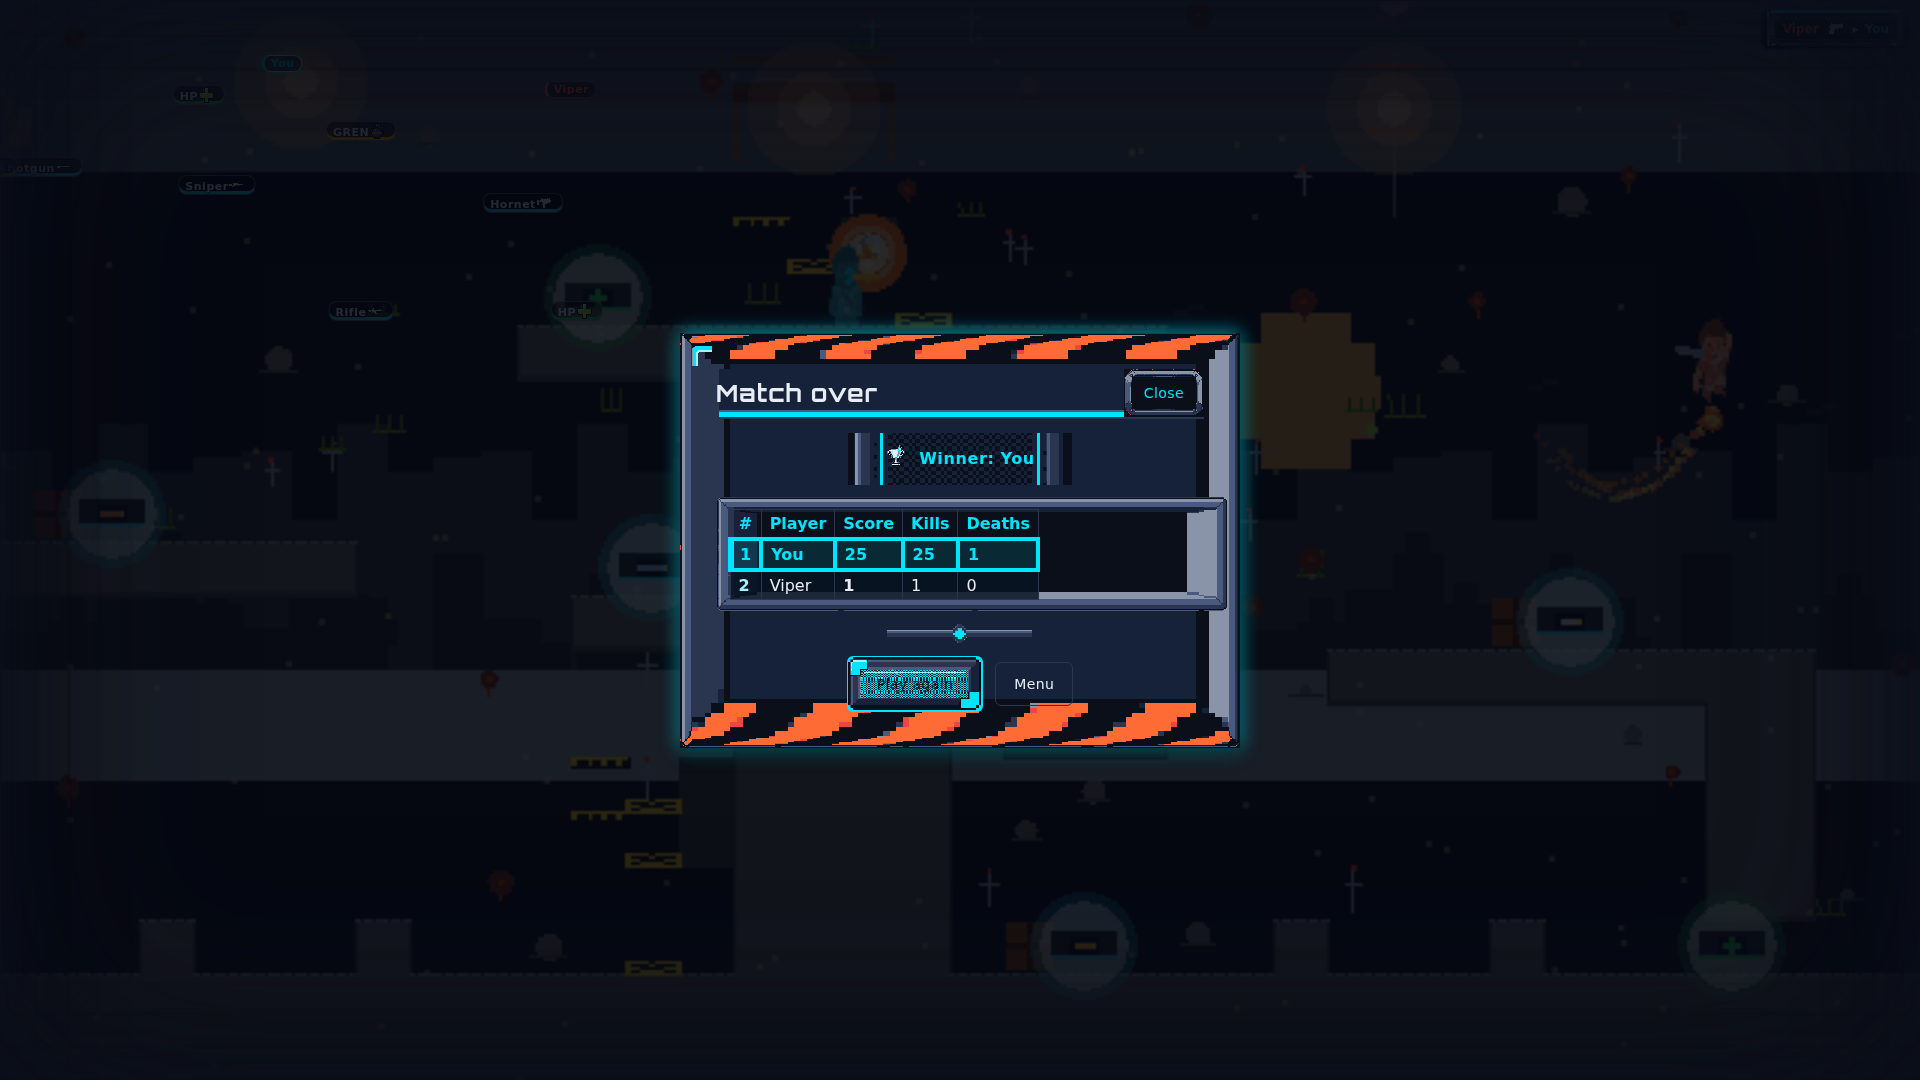 Viper You
You
Viper
HP
GREN
otgun
Sniper
Hornet
Rifle
HP
Match over
Close
Winner: You
# Player Score Kills Deaths
1 You 25 25 1
2 Viper 1 1 0
Menu